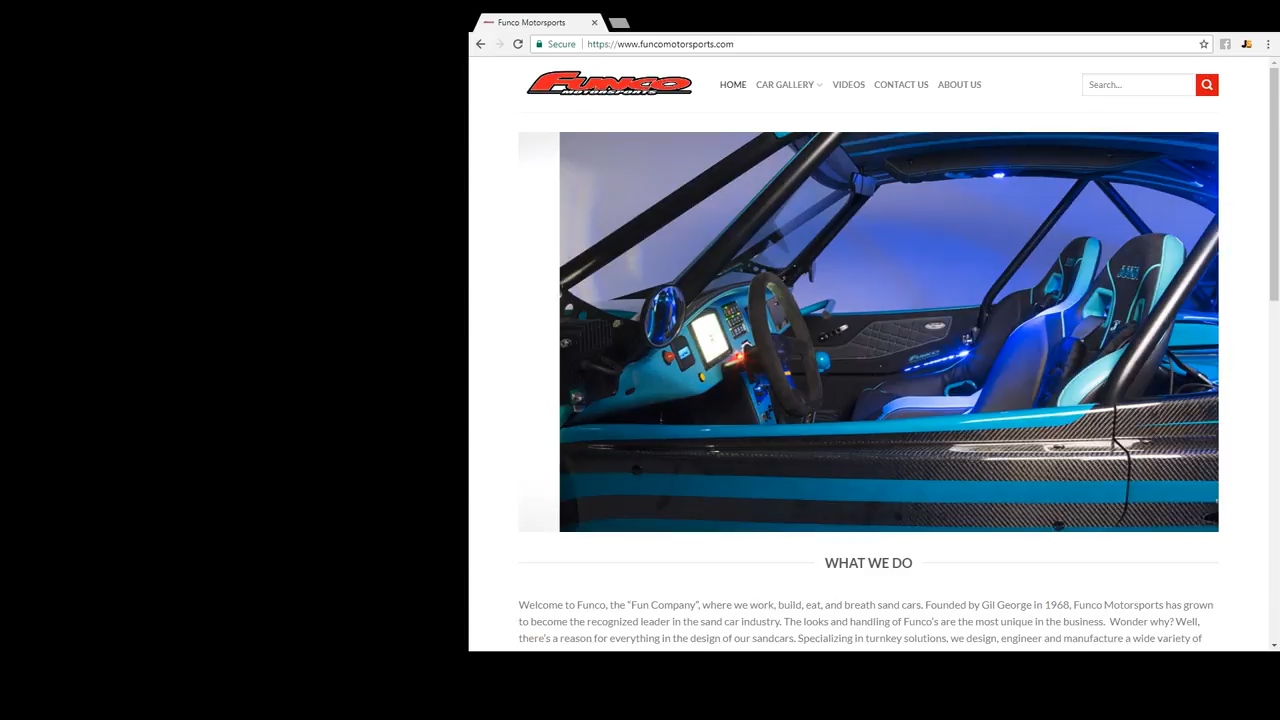 Funco Motorsports
Secure https://www.funcomotorsports.com
FUNCO
MOTORSPORTS
HOME CAR GALLERY VIDEOS CONTACT US ABOUT US
Search...
WHAT WE DO
Welcome to Funco, the “Fun Company”, where we work, build, eat, and breath sand cars. Founded by Gil George in 1968, Funco Motorsports has grown
to become the recognized leader in the sand car industry. The looks and handling of Funco’s are the most unique in the business. Wonder why? Well,
there’s a reason for everything in the design of our sandcars. Specializing in turnkey solutions, we design, engineer and manufacture a wide variety of